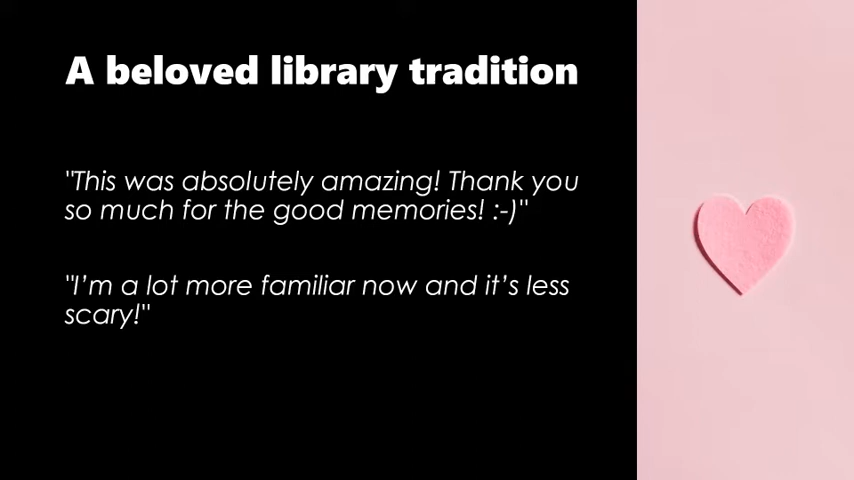 A beloved library tradition
"This was absolutely amazing! Thank you
so much for the good memories! :-)"
"I’m a lot more familiar now and it’s less
scary!"